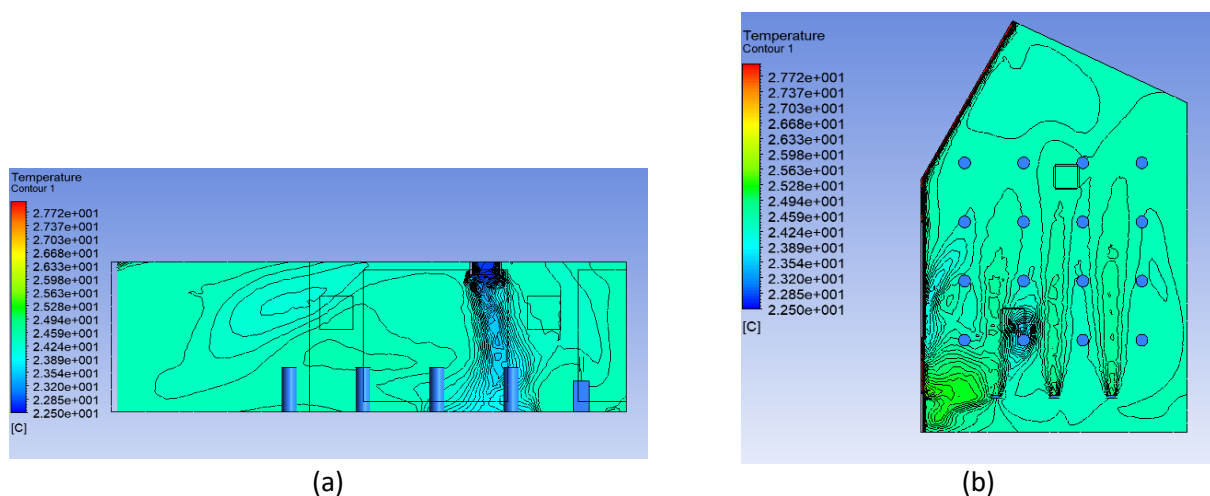 Temperature
Contour 1
2.772e+001
2.737e+001
2.703e+001
2.668e+001
2.633e+001
2.598e+001
2.563e+001
2.528e+001
2.494e+001
2.459e+001
2.424e+001
2.389e+001
2.354e+001
2.320e+001
2.285e+001
2.250e+001
[C]
(a)
Temperature
Contour 1
2.772e+001
2.737e+001
2.703e+001
2.668e+001
2.633e+001
2.598e+001
2.563e+001
2.528e+001
2.494e+001
2.459e+001
2.424e+001
2.389e+001
2.354e+001
2.320e+001
2.285e+001
2.250e+001
[C]
(b)